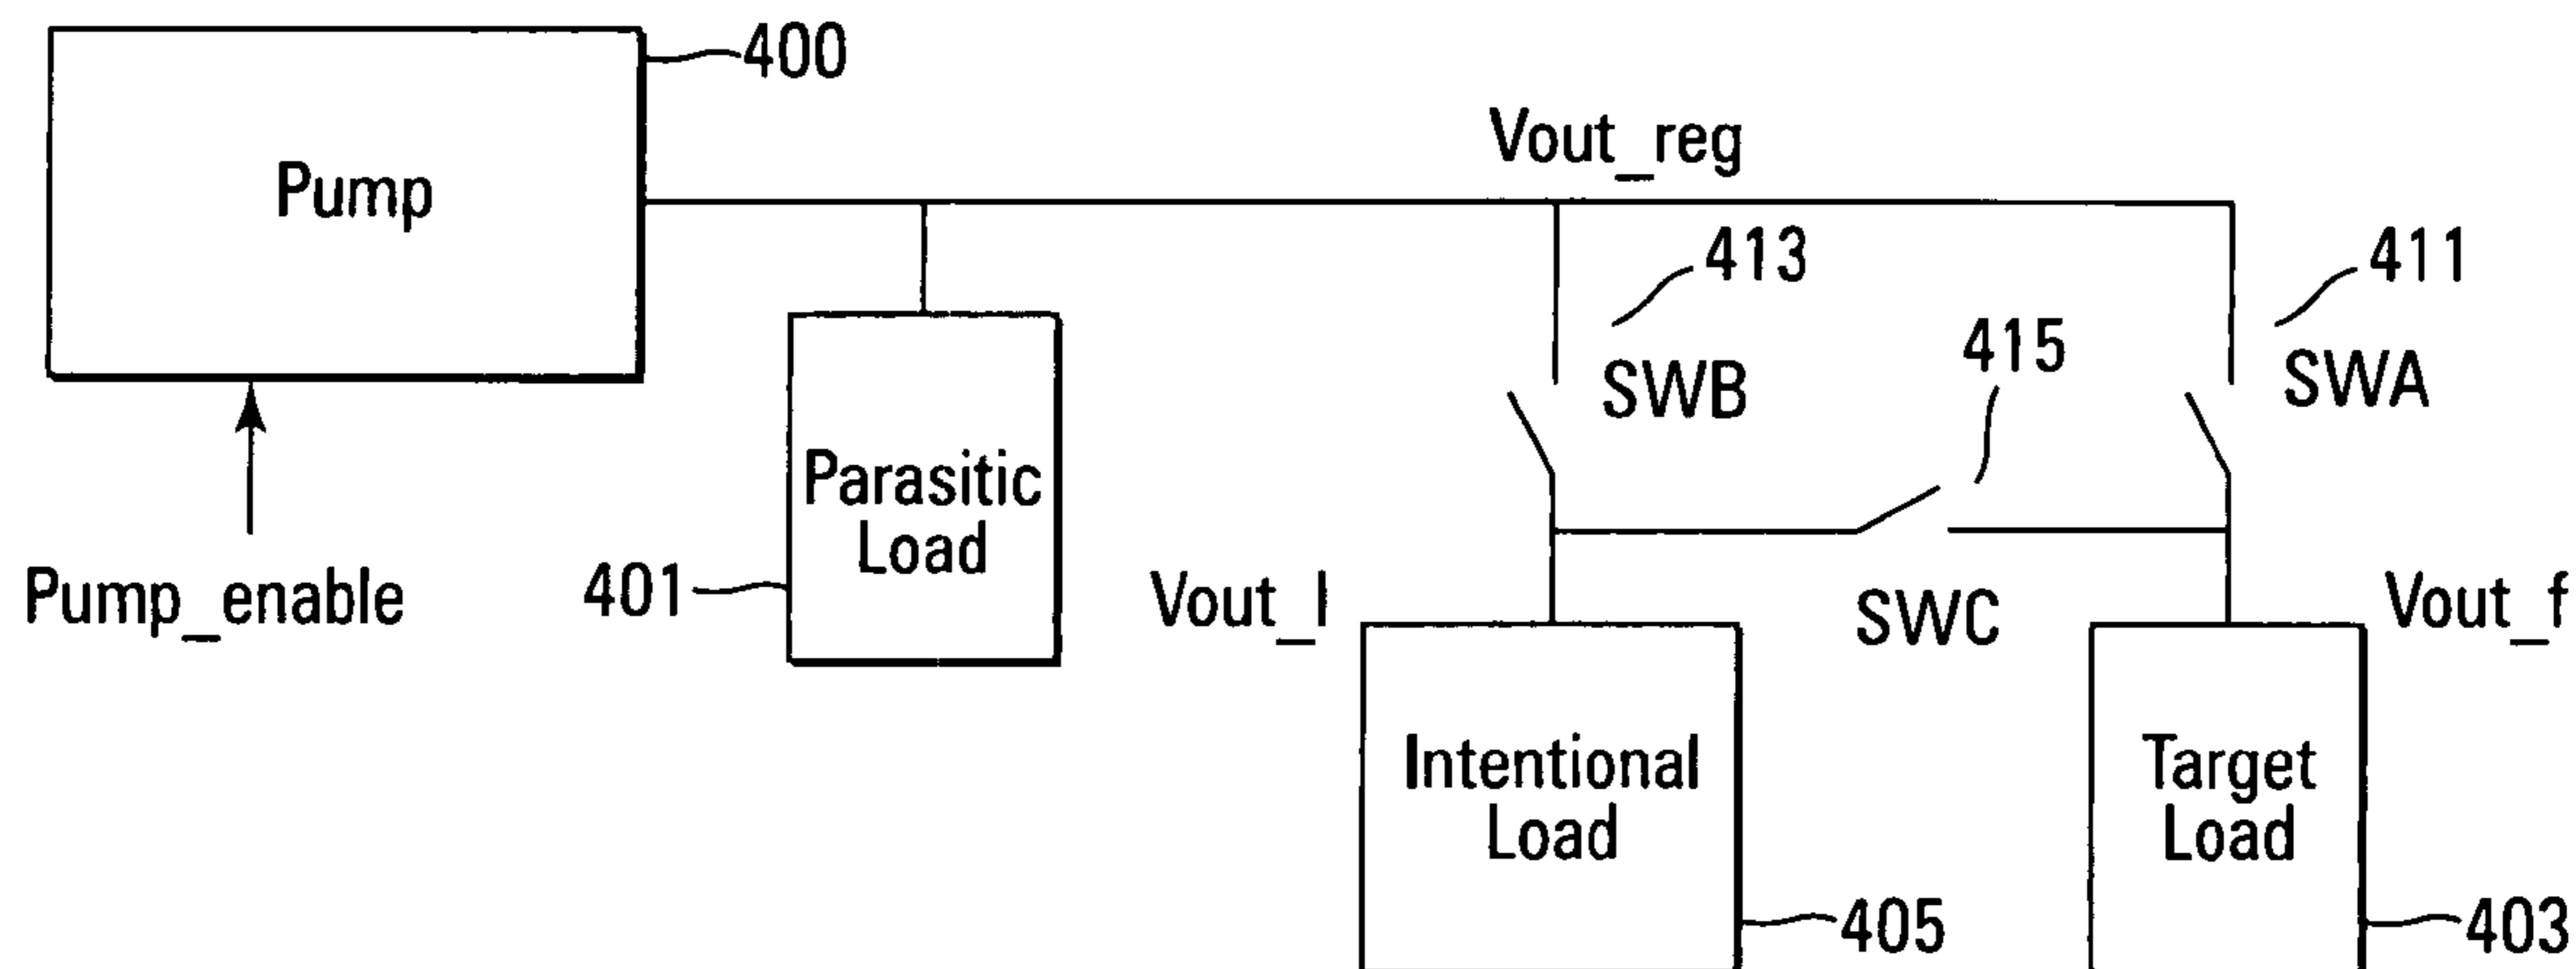 400
Pump
Vout_reg
413
411
415
SWB
SWA
Parasitic
Load
401
Pump_enable
Vout_l
SWC
Vout_f
Intentional
Load
Target
Load
405
403